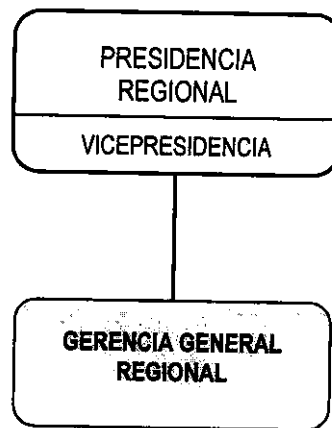 PRESIDENCIA
REGIONAL
VICEPRESIDENCIA
GERENCIA GENERAL
REGIONAL